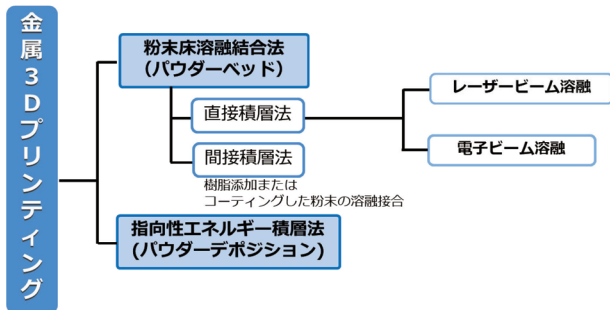 金属3Dプリンティング
粉末床溶融結合法
（パウダーベッド）
直接積層法
間接積層法
樹脂添加または
コーティングした粉末の溶融接合
指向性エネルギー積層法
(パウダーデポジション)
レーザービーム溶融
電子ビーム溶融